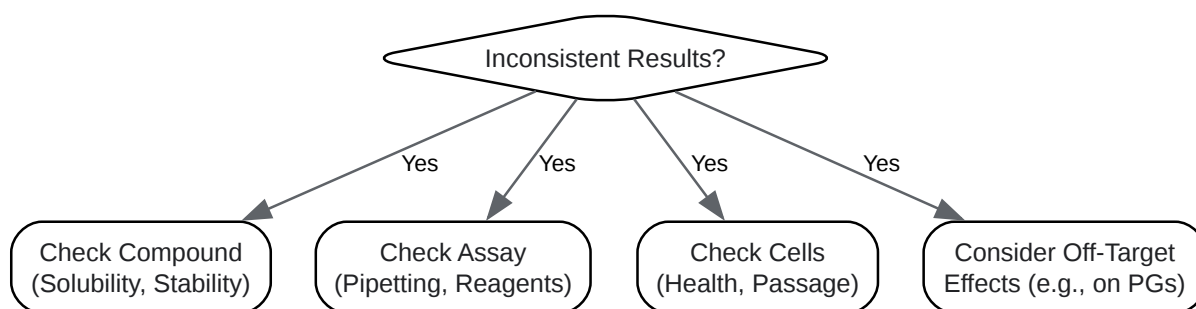 Inconsistent Results?
Yes
Yes
Yes
Yes
Check Compound
(Solubility, Stability)
Check Assay
(Pipetting, Reagents)
Check Cells
(Health, Passage)
Consider Off-Target
Effects (e.g., on PGs)